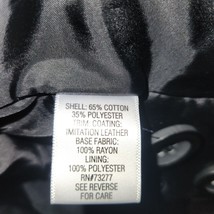 SHELL: 65% COTTON
35% POLYESTER
TRIM: COATING:
IMITATION LEATHER
BASE FABRIC:
100% RAYON
LINING:
100% POLYESTER
RN#73277
SEE REVERSE
FOR CARE